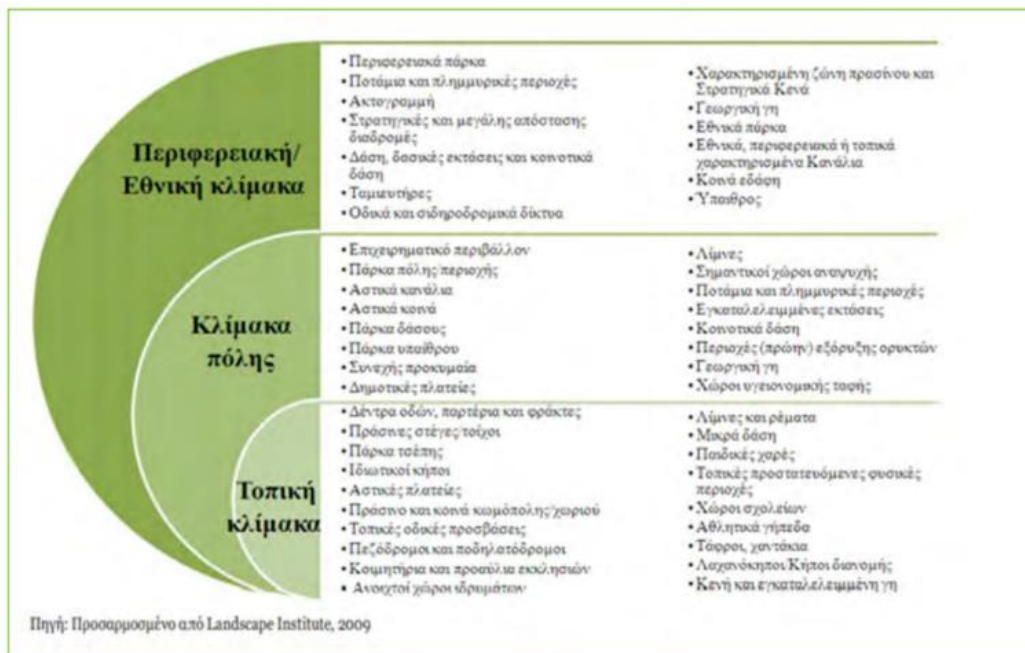 Περιφερειακή/
Εθνική κλίμακα
• Περιφερειακά πάρκα
• Ποτάμια και πλημμυρικές περιοχές
• Ακτογραμμή
• Στρατηγικές και μεγάλης απόστασης
διαδρομές
• Δάση, δασικές εκτάσεις και κοινοτικά
δάση
• Ταμιευτήρες
• Οδικά και σιδηροδρομικά δίκτυα
• Χαρακτηρισμένη ζώνη πρασίνου και
Στρατηγικά Κενά
• Γεωργική γη
• Εθνικά πάρκα
• Εθνικά, περιφερειακά ή τοπικά
χαρακτηρισμένα Κανάλια
• Κοινά εδάφη
• Ύπαιθρος
Κλίμακα
πόλης
• Επιχειρηματικό περιβάλλον
• Πάρκα πόλης/περιοχής
• Αστικά κανάλια
• Αστικά κοινά
• Πάρκα δάσους
• Πάρκα υπαίθρου
• Συνεχής προκυμαία
• Δημοτικές πλατείες
• Λίμνες
• Σημαντικοί χώροι αναψυχής
• Ποτάμια και πλημμυρικές περιοχές
• Εγκαταλελειμμένες εκτάσεις
• Κοινοτικά δάση
• Περιοχές (πρώην) εξόρυξης ορυκτών
• Γεωργική γη
• Χώροι υγειονομικής ταφής
Τοπική
κλίμακα
• Δέντρα οδών, παρτέρια και φράκτες
• Πράσινες στέγες/τοίχοι
• Πάρκα τσέπης
• Ιδιωτικοί κήποι
• Αστικές πλατείες
• Πράσινο και κοινά κωμόπολης/χωριού
• Τοπικές οδικές προσβάσεις
• Πεζόδρομοι και ποδηλατόδρομοι
• Κοιμητήρια και προαύλια εκκλησιών
• Ανοιχτοί χώροι ιδρυμάτων
• Λίμνες και ρέματα
• Μικρά δάση
• Παιδικές χαρές
• Τοπικές προστατευόμενες φυσικές
περιοχές
• Χώροι σχολείων
• Αθλητικά γήπεδα
• Τάφροι, χαντάκια
• Λαχανόκηποι/Κήποι διανομής
• Κενή και εγκαταλελειμμένη γη
Πηγή: Προσαρμοσμένο από Landscape Institute, 2009